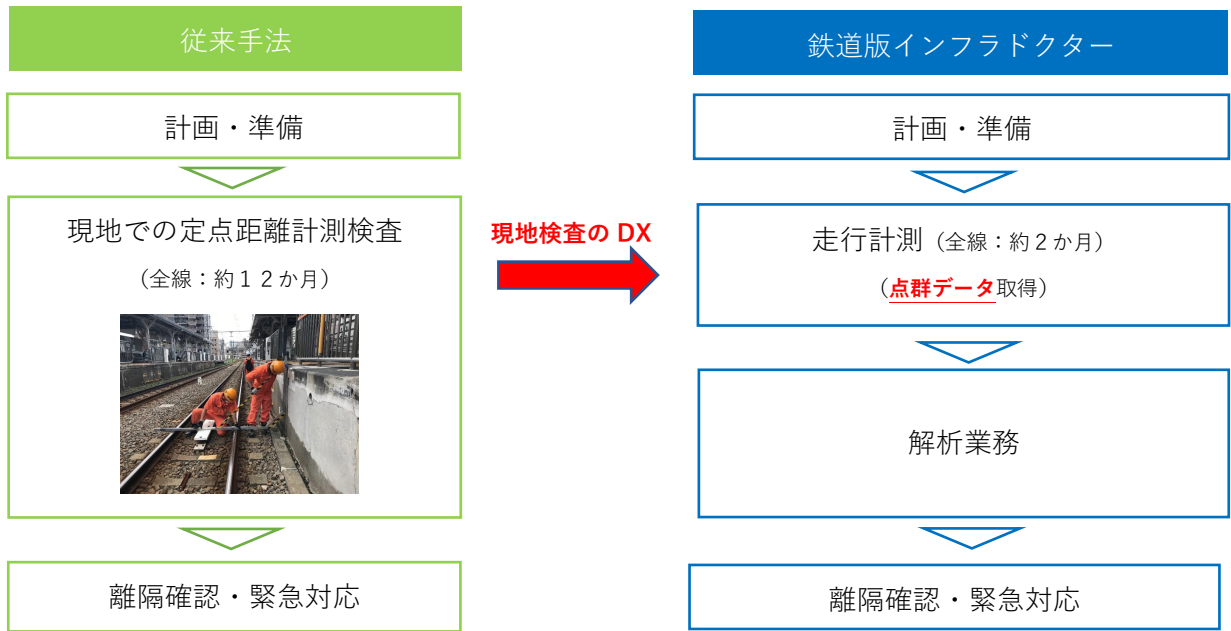 従来手法
計画・準備
現地での定点距離計測検査
(全線：約１２か月)
離隔確認・緊急対応
現地検査の DX
鉄道版インフラドクター
計画・準備
走行計測 (全線：約２か月)
(点群データ取得)
解析業務
離隔確認・緊急対応